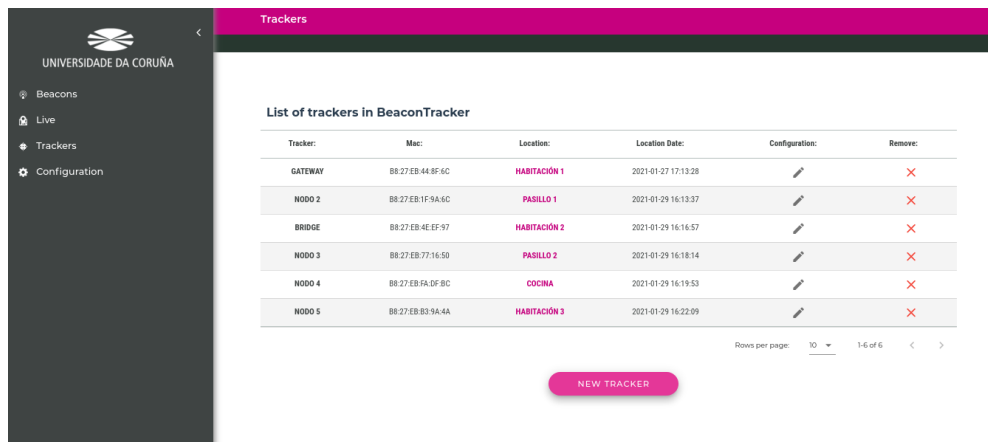 Trackers
UNIVERSIDADE DA CORUÑA
Beacons
Live
Trackers
Configuration
List of trackers in BeaconTracker
Tracker: Mac: Location: Location Date: Configuration: Remove:
GATEWAY B8:27:EB:44:8F:6C HABITACIÓN 1 2021-01-27 17:13:28
NODO 2 B8:27:EB:1F:9A:6C PASILLO 1 2021-01-29 16:13:37
BRIDGE B8:27:EB:4E:EF:97 HABITACIÓN 2 2021-01-29 16:16:57
NODO 3 B8:27:EB:77:16:50 PASILLO 2 2021-01-29 16:18:14
NODO 4 B8:27:EB:FA:DF:BC COCINA 2021-01-29 16:19:53
NODO 5 B8:27:EB:B3:9A:4A HABITACIÓN 3 2021-01-29 16:22:09
Rows per page: 10 1-6 of 6
NEW TRACKER